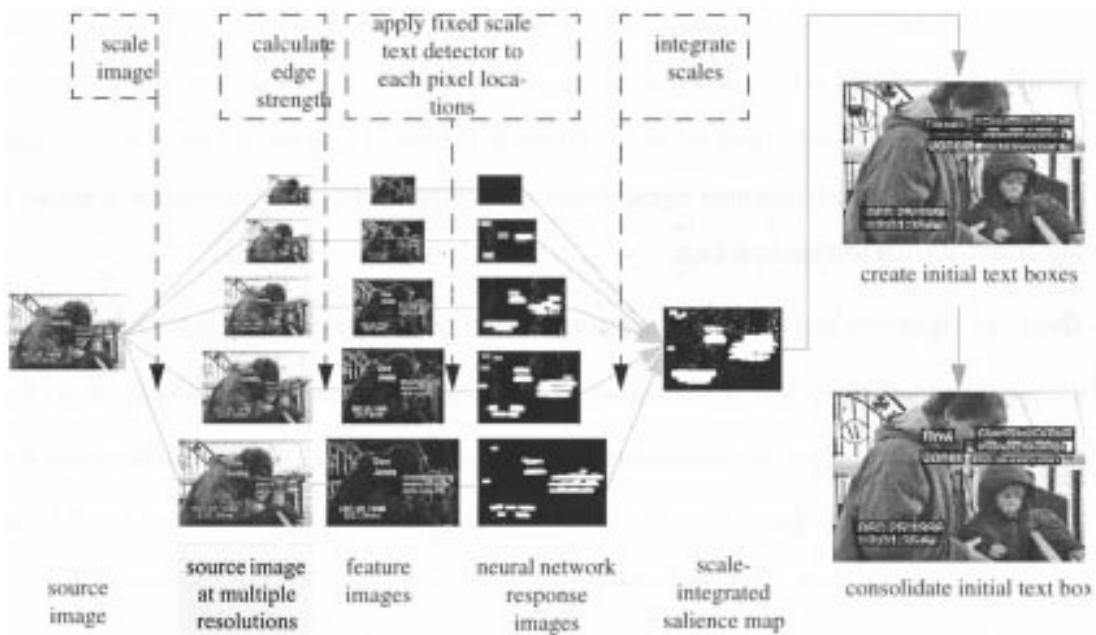 scale
image
calculate
edge
strength
apply fixed scale
text detector to
each pixel loca-
tions
integrate
scales
create initial text boxes
source
image
source image
at multiple
resolutions
feature
images
neural network
response
images
scale-
integrated
salience map
consolidate initial text box